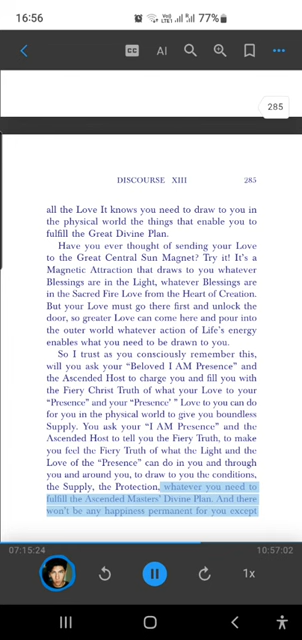 16:56
77%
CC AI
285
DISCOURSE XIII 285
all the Love It knows you need to draw to you in
the physical world the things that enable you to
fulfill the Great Divine Plan.
Have you ever thought of sending your Love
to the Great Central Sun Magnet? Try it! It's a
Magnetic Attraction that draws to you whatever
Blessings are in the Light, whatever Blessings are
in the Sacred Fire Love from the Heart of Creation.
But your Love must go there first and unlock the
door, so greater Love can come here and pour into
the outer world whatever action of Life's energy
enables what you need to be drawn to you.
So I trust as you consciously remember this,
will you ask your "Beloved I AM Presence" and
the Ascended Host to charge you and fill you with
the Fiery Christ Truth of what your Love to your
"Presence" and your "Presence' " Love to you can do
for you in the physical world to give you boundless
Supply. You ask your "I AM Presence" and the
Ascended Host to tell you the Fiery Truth, to make
you feel the Fiery Truth of what the Light and the
Love of the "Presence" can do in you and through
you and around you, to draw to you the conditions,
the Supply, the Protection, whatever you need to
fulfill the Ascended Masters' Divine Plan. And there
won't be any happiness permanent for you except
07:15:24 10:57:02
1x